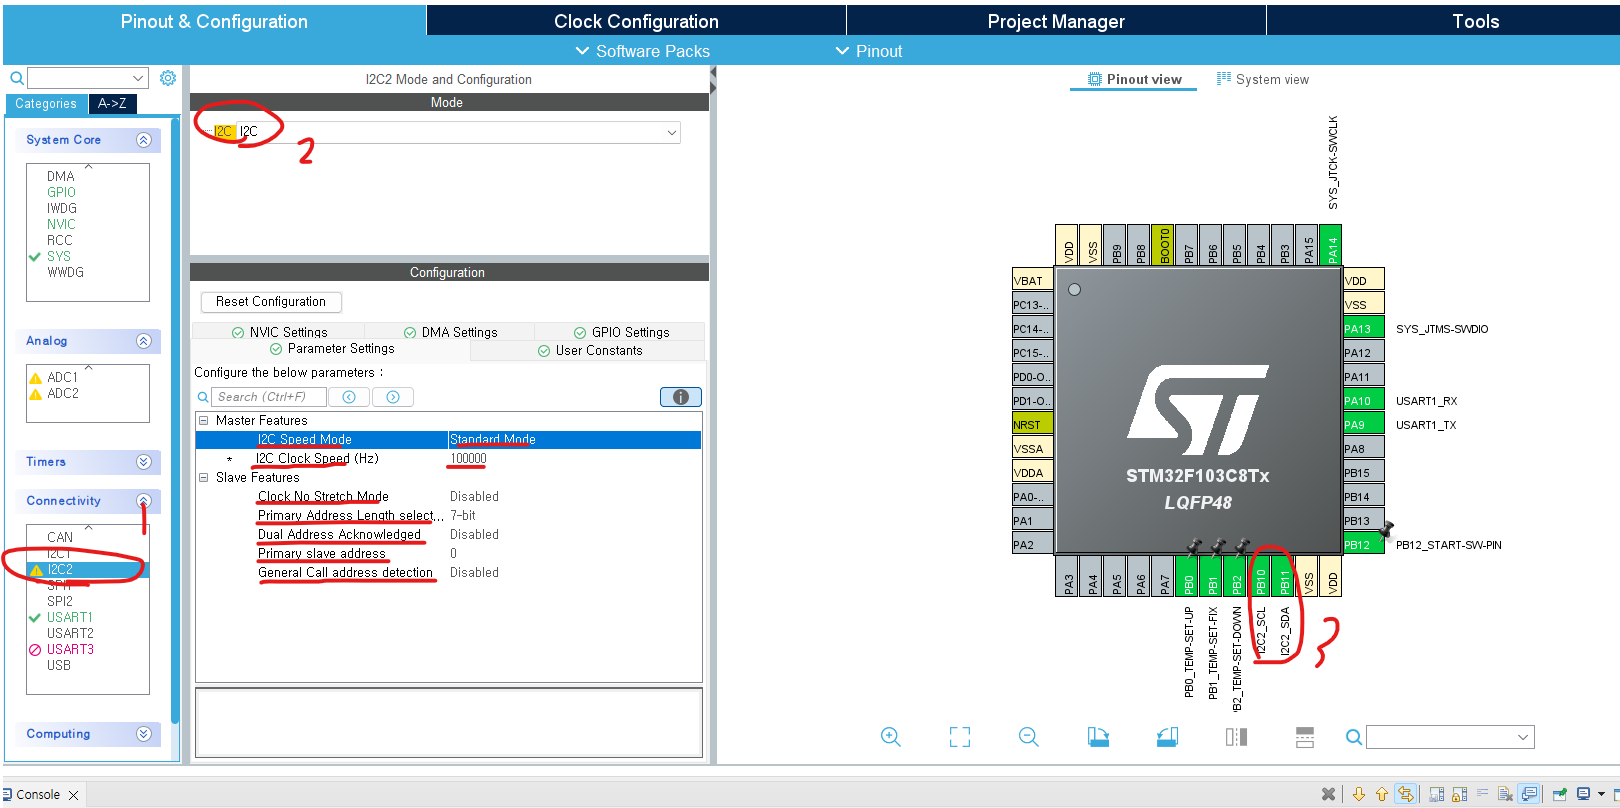 Pinout & Configuration
Clock Configuration
Project Manager
Tools
Software Packs
Pinout
Categories
A->Z
System Core
DMA
GPIO
IWDG
NVIC
RCC
SYS
WWDG
Analog
ADC1
ADC2
Timers
Connectivity
1
CAN
I2C1
I2C2
SPI1
SPI2
USART1
USART2
USART3
USB
Computing
I2C2 Mode and Configuration
Mode
I2C I2C
2
Configuration
Reset Configuration
NVIC Settings
DMA Settings
GPIO Settings
Parameter Settings
User Constants
Configure the below parameters :
Search (Ctrl+F)
Master Features
I2C Speed Mode Standard Mode
* I2C Clock Speed (Hz) 100000
Slave Features
Clock No Stretch Mode Disabled
Primary Address Length select... 7-bit
Dual Address Acknowledged Disabled
Primary slave address 0
General Call address detection Disabled
Pinout view
System view
SYS_JTCK-SWCLK
VDD
VSS
PB9
PB8
BOOT0
PB7
PB6
PB5
PB4
PB3
PA15
PA14
VBAT
PC13-..
PC14-..
PC15-..
PD0-O..
PD1-O..
NRST
VSSA
VDDA
PA0-..
PA1
PA2
STM32F103C8Tx
LQFP48
VDD
VSS
PA13 SYS_JTMS-SWDIO
PA12
PA11
PA10 USART1_RX
PA9 USART1_TX
PA8
PB15
PB14
PB13
PB12 PB12_START-SW-PIN
PA3
PA4
PA5
PA6
PA7
PB0
PB1
PB2
PB10
PB11
VSS
VDD
PB0_TEMP-SET-UP
PB1_TEMP-SET-FIX
B2_TEMP-SET-DOWN
I2C2_SCL
I2C2_SDA
3
Console